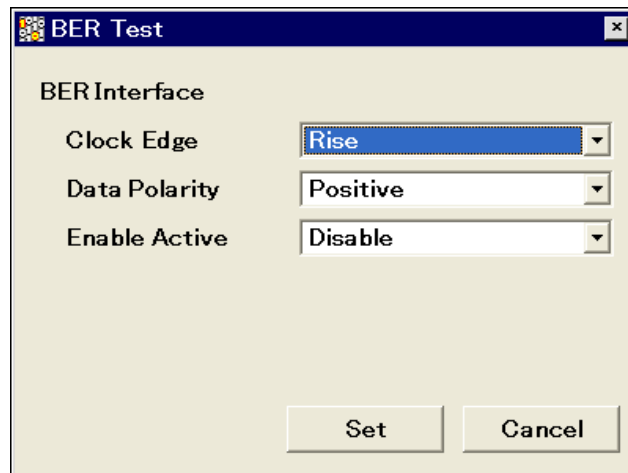 BER Test
BER Interface
Clock Edge Rise
Data Polarity Positive
Enable Active Disable
Set Cancel